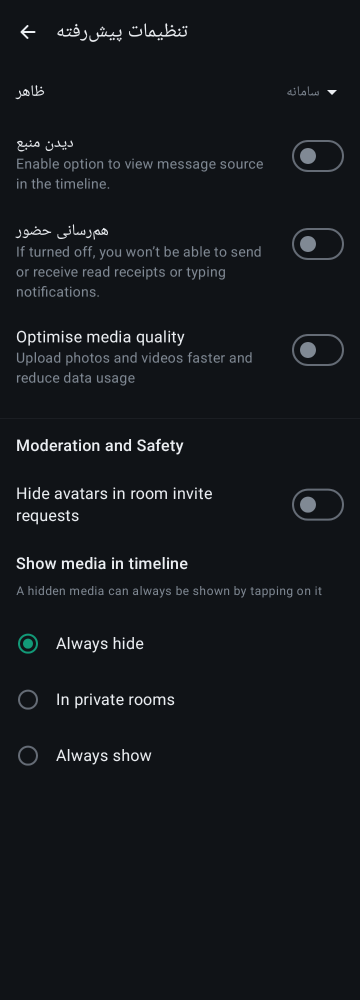 تنظیمات پیش‌رفته
ظاهر
سامانه
دیدن منبع
Enable option to view message source
in the timeline.
هم‌رسانی حضور
If turned off, you won't be able to send
or receive read receipts or typing
notifications.
Optimise media quality
Upload photos and videos faster and
reduce data usage
Moderation and Safety
Hide avatars in room invite
requests
Show media in timeline
A hidden media can always be shown by tapping on it
Always hide
In private rooms
Always show